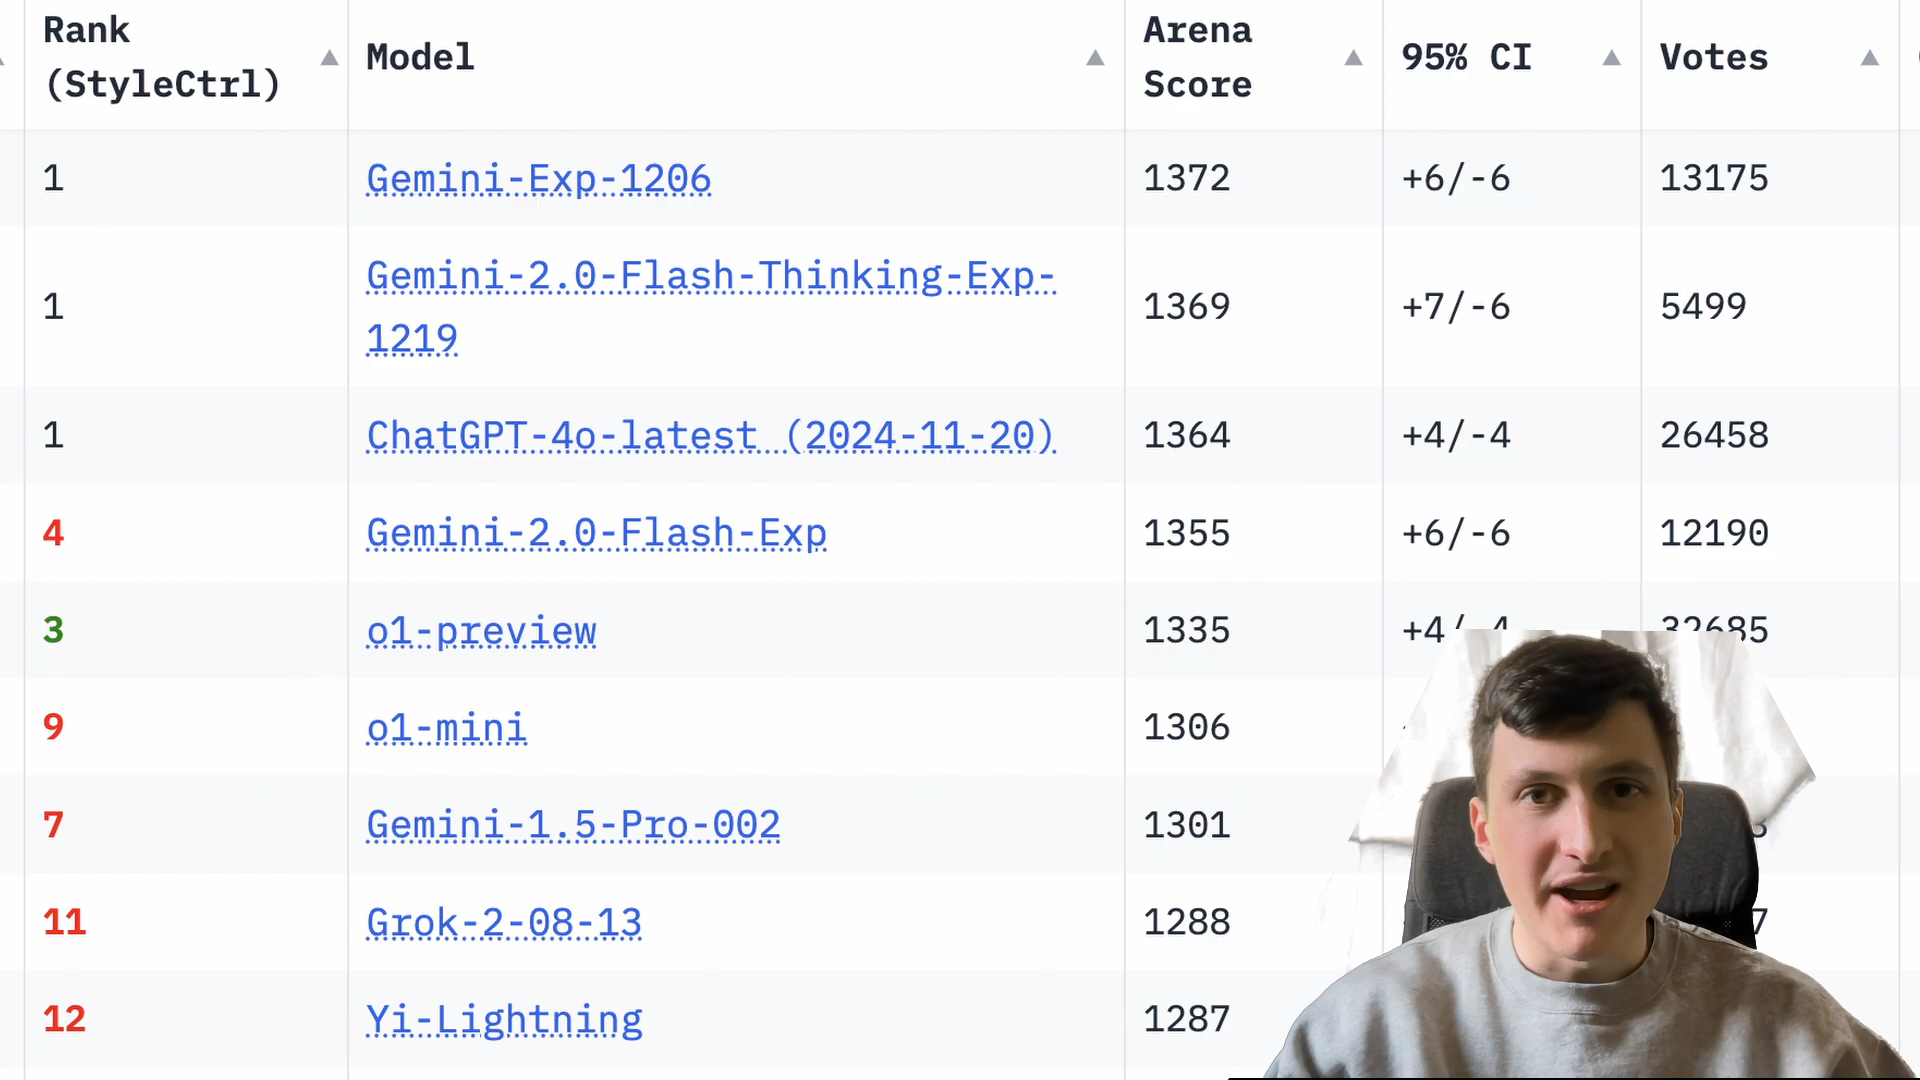 Rank
(StyleCtrl)
Model
Arena
Score
95% CI
Votes
1
Gemini-Exp-1206
1372
+6/-6
13175
1
Gemini-2.0-Flash-Thinking-Exp-
1219
1369
+7/-6
5499
1
ChatGPT-4o-latest (2024-11-20)
1364
+4/-4
26458
4
Gemini-2.0-Flash-Exp
1355
+6/-6
12190
3
o1-preview
1335
+4/-4
32685
9
o1-mini
1306
7
Gemini-1.5-Pro-002
1301
11
Grok-2-08-13
1288
12
Yi-Lightning
1287